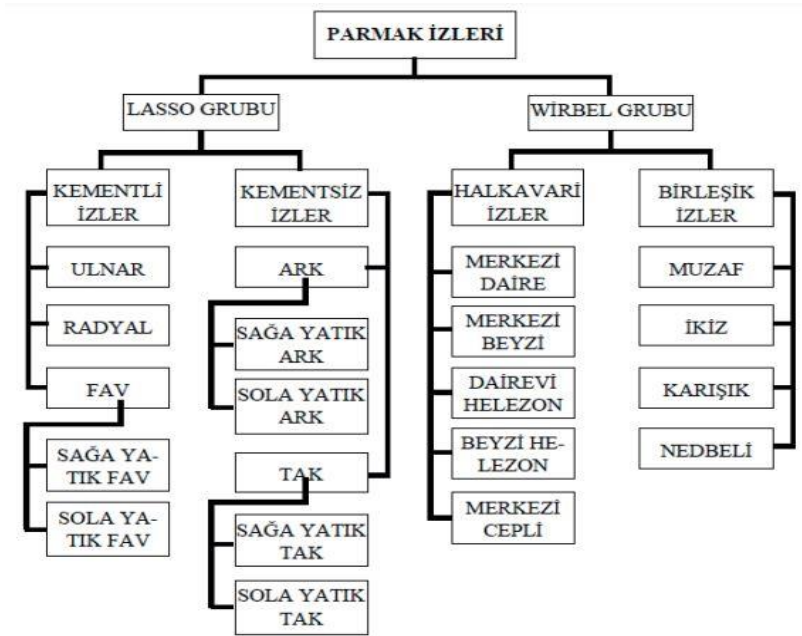 PARMAK İZLERİ
LASSO GRUBU
WİRBEL GRUBU
KEMENTLİ
İZLER
KEMENTSİZ
İZLER
HALKAVARİ
İZLER
BİRLEŞİK
İZLER
ULNAR
RADYAL
FAV
SAĞA YA-
TIK FAV
SOLA YA-
TIK FAV
ARK
SAĞA YATIK
ARK
SOLA YATIK
ARK
TAK
SAĞA YATIK
TAK
SOLA YATIK
TAK
MERKEZİ
DAİRE
MERKEZİ
BEYZİ
DAİREVİ
HELEZON
BEYZİ HE-
LEZON
MERKEZİ
CEPLİ
MUZAF
İKİZ
KARIŞIK
NEDBELİ